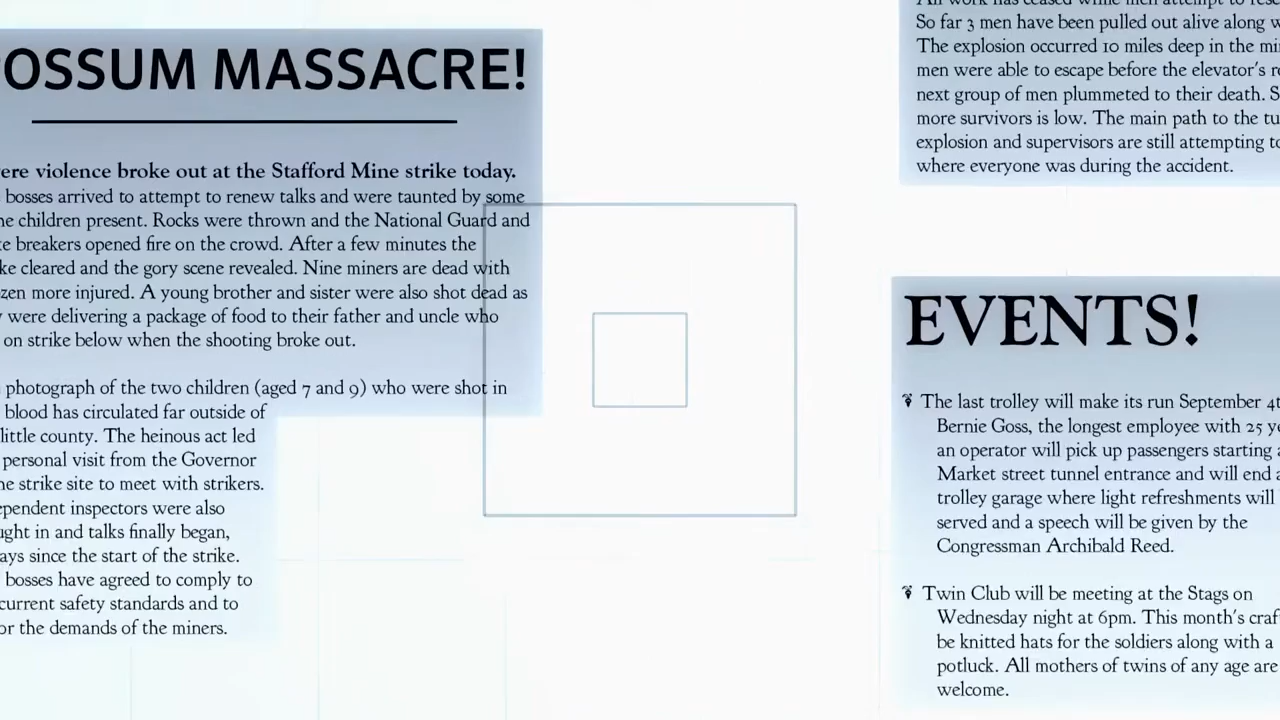 OSSUM MASSACRE!
ere violence broke out at the Stafford Mine strike today.
bosses arrived to attempt to renew talks and were taunted by some
he children present. Rocks were thrown and the National Guard and
ke breakers opened fire on the crowd. After a few minutes the
ke cleared and the gory scene revealed. Nine miners are dead with
zen more injured. A young brother and sister were also shot dead as
y were delivering a package of food to their father and uncle who
on strike below when the shooting broke out.
photograph of the two children (aged 7 and 9) who were shot in
blood has circulated far outside of
little county. The heinous act led
personal visit from the Governor
he strike site to meet with strikers.
ependent inspectors were also
ught in and talks finally began,
ays since the start of the strike.
bosses have agreed to comply to
current safety standards and to
or the demands of the miners.
All work has ceased while men attempt to resc
So far 3 men have been pulled out alive along w
The explosion occurred 10 miles deep in the mi
men were able to escape before the elevator's r
next group of men plummeted to their death. S
more survivors is low. The main path to the tu
explosion and supervisors are still attempting to
where everyone was during the accident.
EVENTS!
The last trolley will make its run September 4t
Bernie Goss, the longest employee with 25 ye
an operator will pick up passengers starting a
Market street tunnel entrance and will end a
trolley garage where light refreshments will
served and a speech will be given by the
Congressman Archibald Reed.
Twin Club will be meeting at the Stags on
Wednesday night at 6pm. This month's craf
be knitted hats for the soldiers along with a
potluck. All mothers of twins of any age are
welcome.